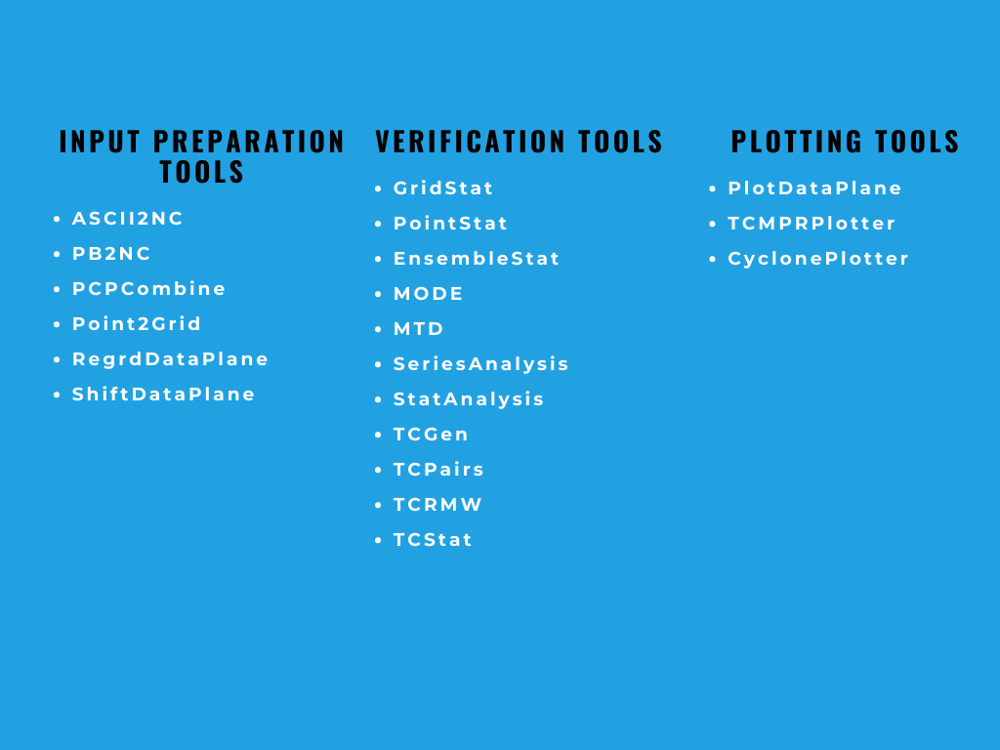 INPUT PREPARATION
TOOLS
• ASCII2NC
• PB2NC
• PCPCombine
• Point2Grid
• RegrdDataPlane
• ShiftDataPlane
VERIFICATION TOOLS
• GridStat
• PointStat
• EnsembleStat
• MODE
• MTD
• SeriesAnalysis
• StatAnalysis
• TCGen
• TCPairs
• TCRMW
• TCStat
PLOTTING TOOLS
• PlotDataPlane
• TCMPRPlotter
• CyclonePlotter